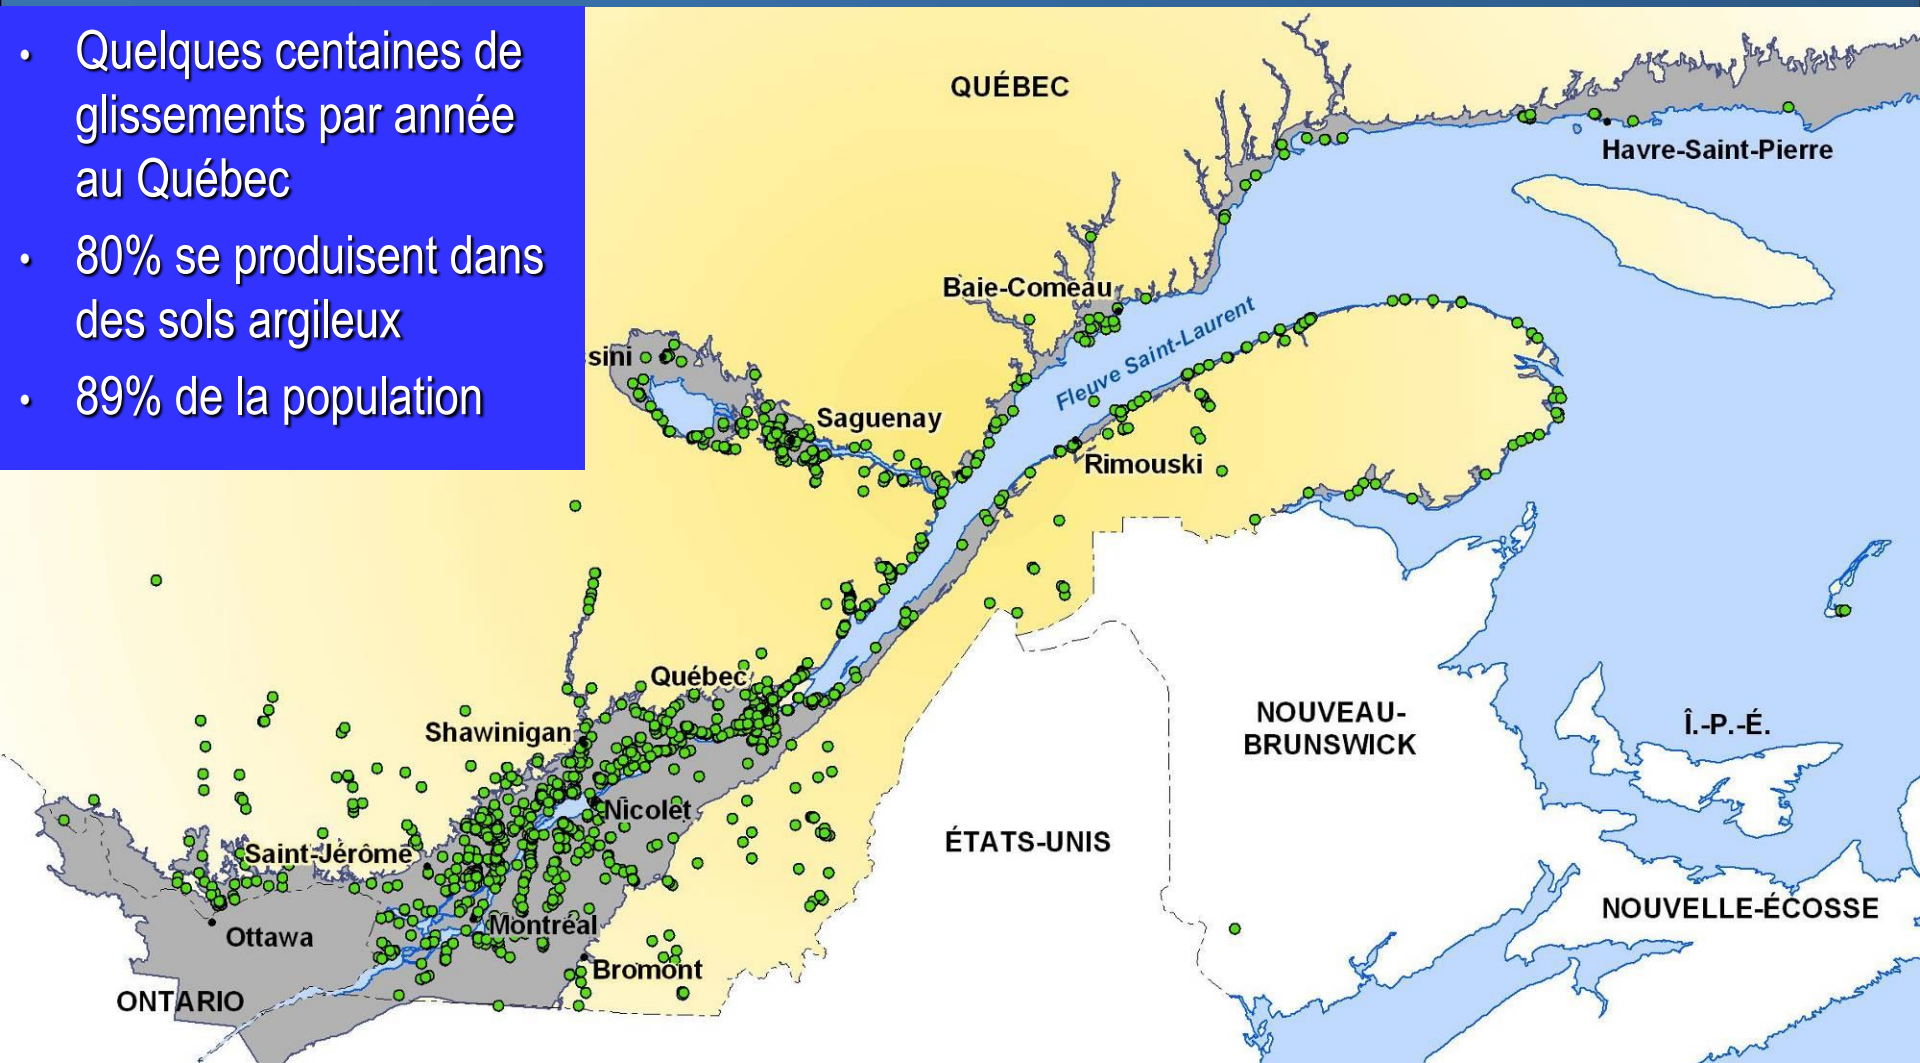 • Quelques centaines de
glissements par année
au Québec
• 80% se produisent dans
des sols argileux
• 89% de la population
QUÉBEC
Havre-Saint-Pierre
Baie-Comeau
Fleuve Saint-Laurent
sini
Saguenay
Rimouski
Québec
Shawinigan
NOUVEAU-
BRUNSWICK
Î.-P.-É.
Nicolet
ÉTATS-UNIS
Saint-Jérôme
NOUVELLE-ÉCOSSE
Montréal
Ottawa
Bromont
ONTARIO